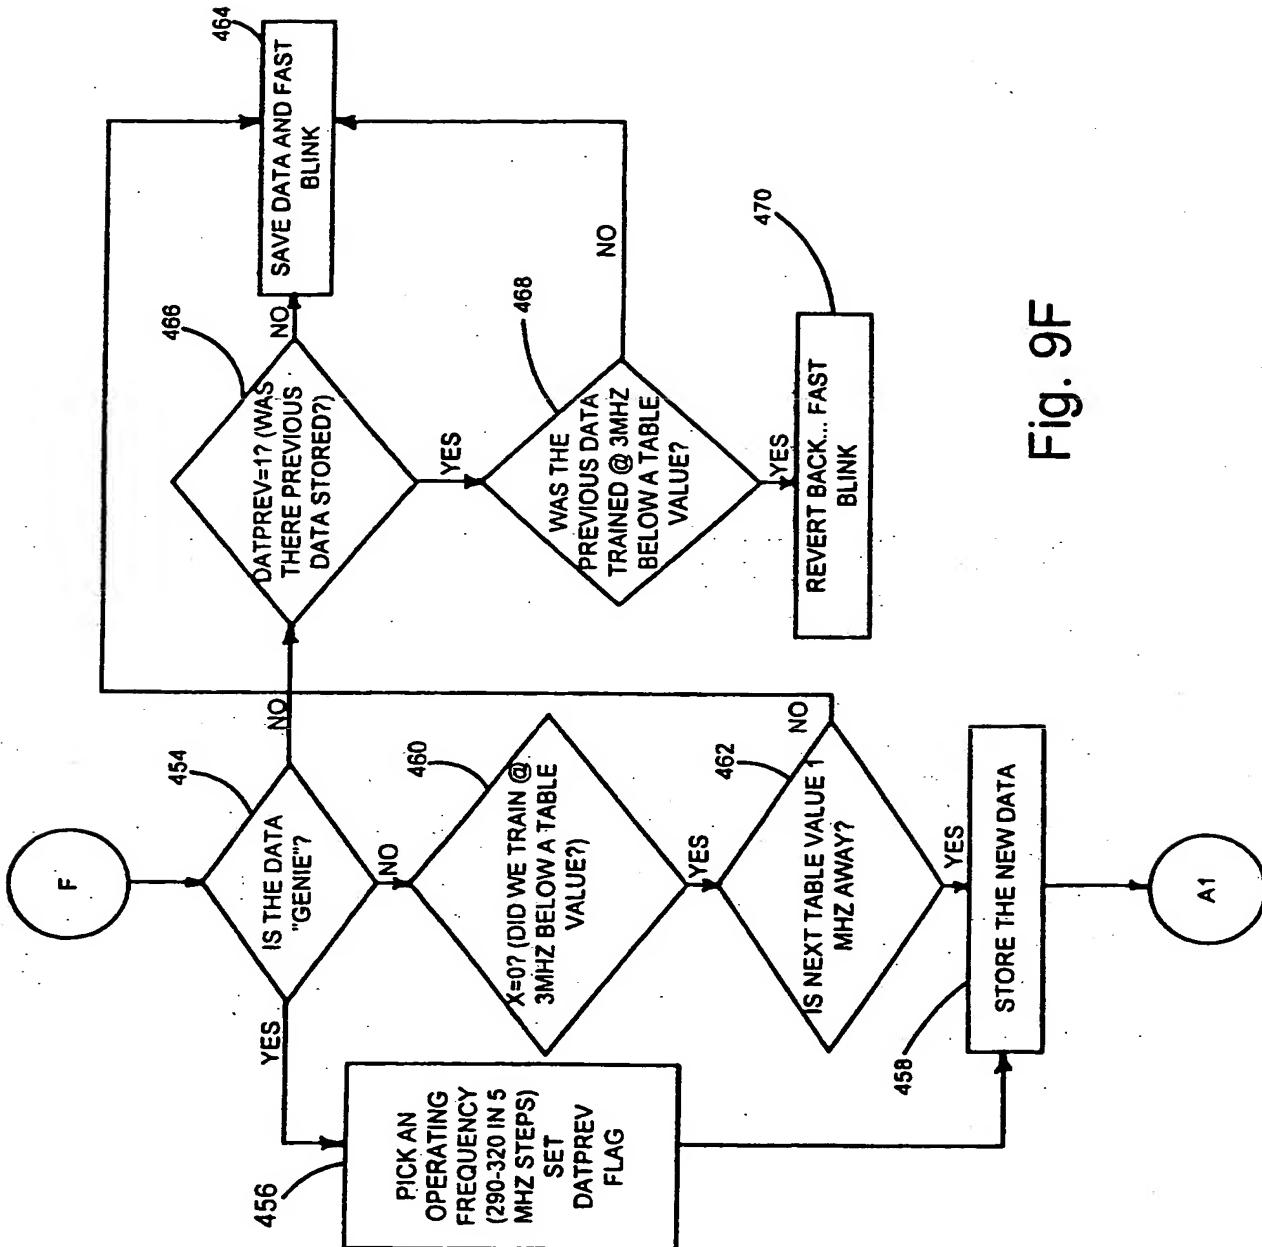 F
454
IS THE DATA
"GENIE"?
YES
NO
NO
456
PICK AN
OPERATING
FREQUENCY
(290-320 IN 5
MHZ STEPS)
SET
DATPREV
FLAG
460
X=0? (DID WE TRAIN @
3MHZ BELOW A TABLE
VALUE?)
YES
462
IS NEXT TABLE VALUE 1
MHZ AWAY?
NO
YES
458
STORE THE NEW DATA
A1
466
DATPREV=1? (WAS
THERE PREVIOUS
DATA STORED?)
NO
YES
464
SAVE DATA AND FAST
BLINK
468
WAS THE
PREVIOUS DATA
TRAINED @ 3MHZ
BELOW A TABLE
VALUE?
NO
YES
470
REVERT BACK... FAST
BLINK
Fig. 9F